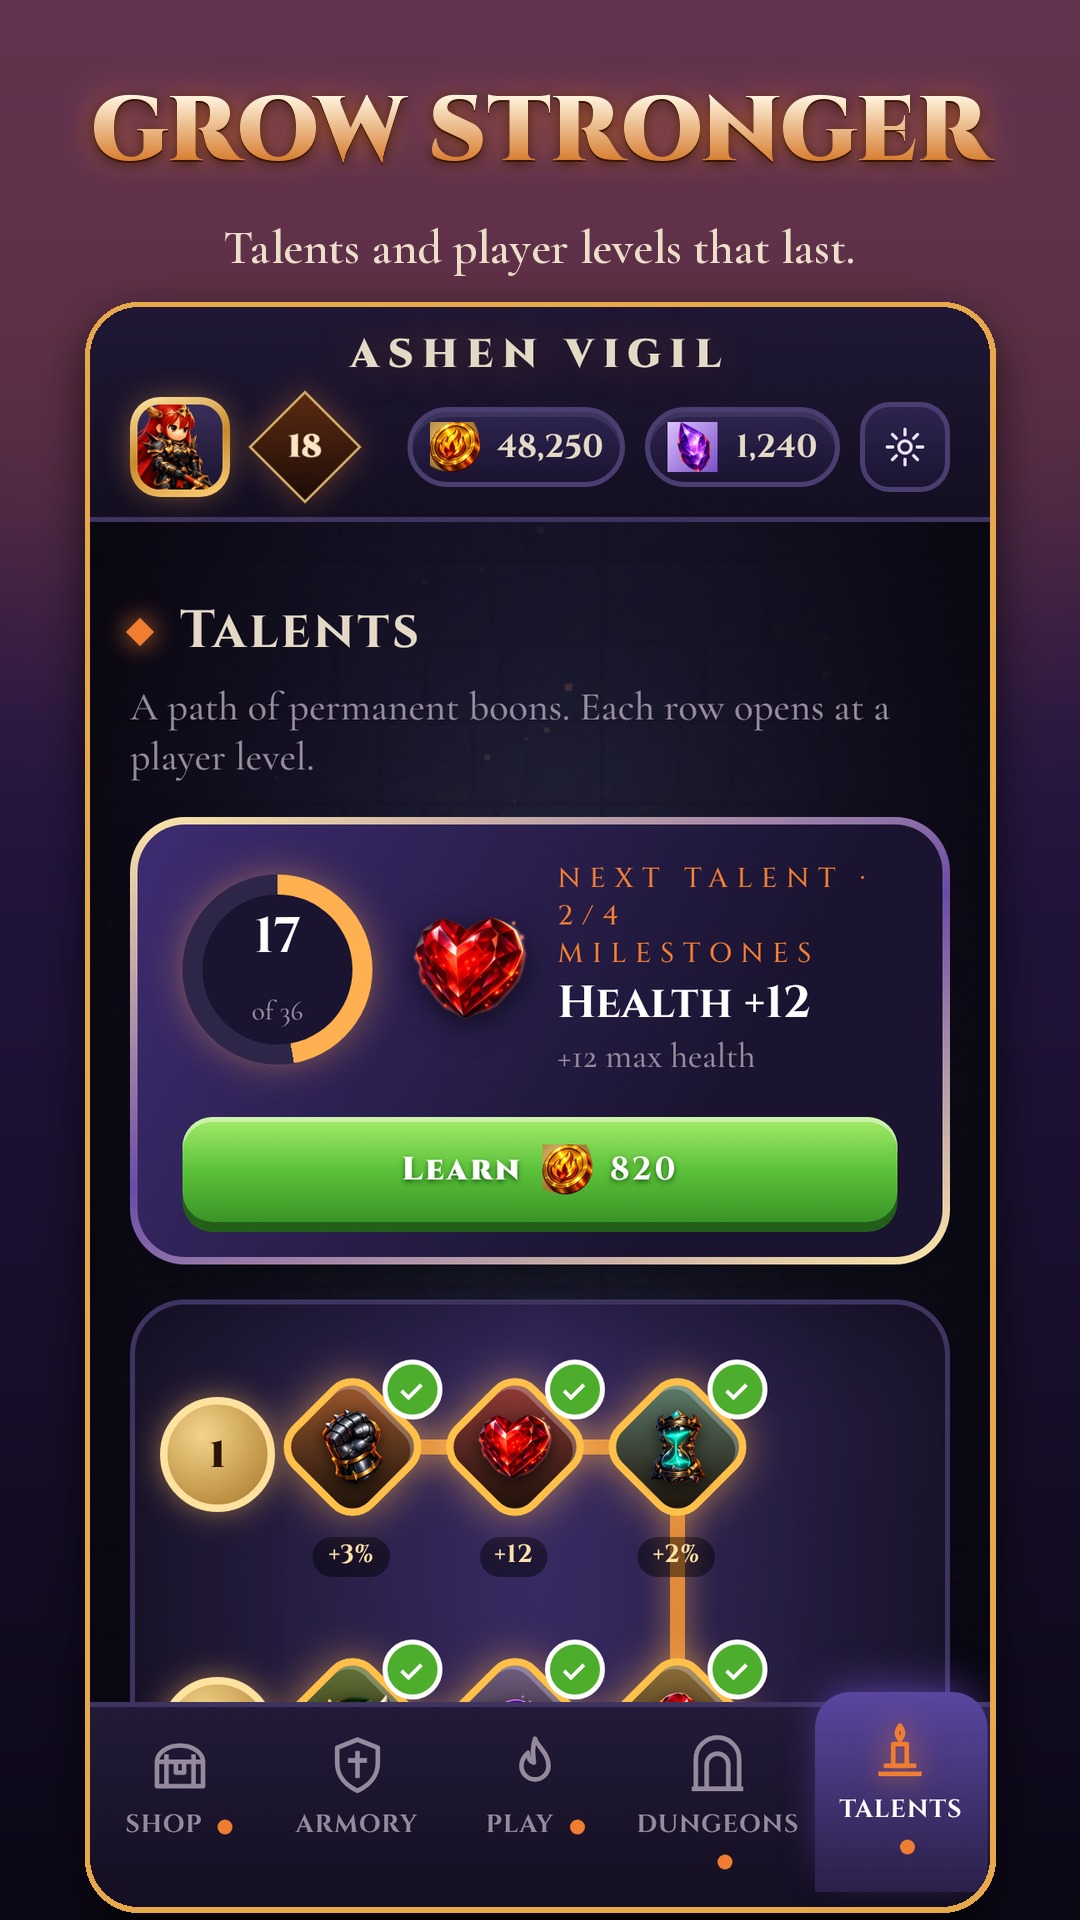 GROW STRONGER
Talents and player levels that last.
ASHEN VIGIL
18
48,250
1,240
TALENTS
A path of permanent boons. Each row opens at a
player level.
17
of 36
NEXT TALENT ·
2/4
MILESTONES
HEALTH +12
+12 max health
LEARN 820
1
+3%
+12
+2%
SHOP
ARMORY
PLAY
DUNGEONS
TALENTS